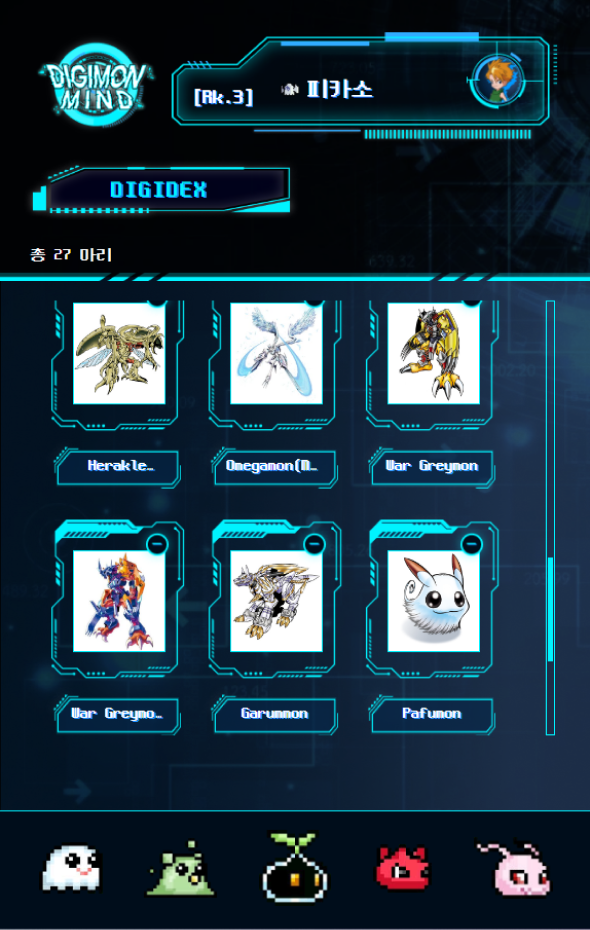 DIGIMON
MIND
[Rk.3] 피카소
DIGIDEX
총 27 마리
Herakle…
War Greymon
War Greymo…
Garummon
Pafumon